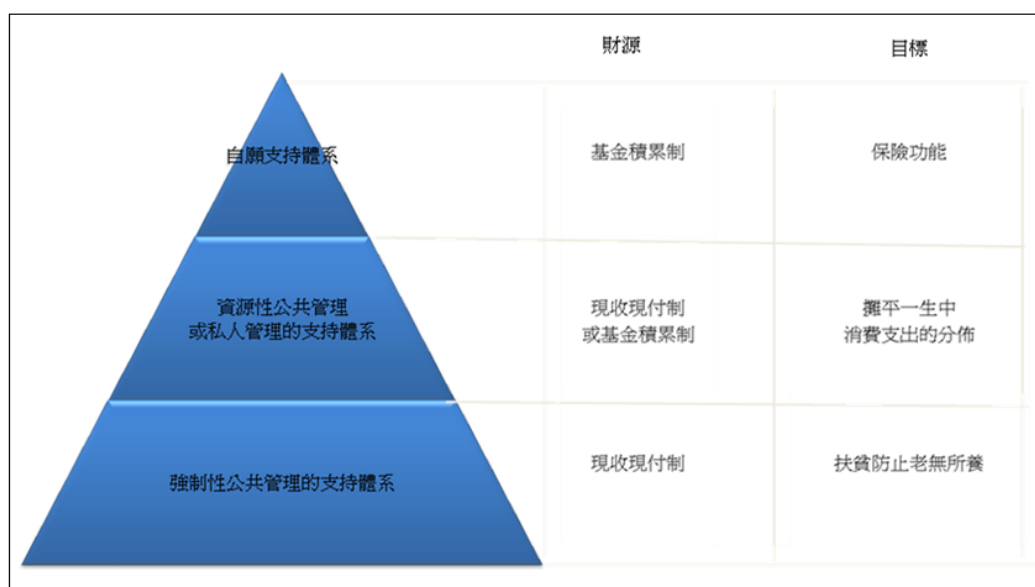 財源
目標
自願支持體系
基金積累制
保險功能
資源性公共管理
或私人管理的支持體系
現收現付制
或基金積累制
攤平一生中
消費支出的分佈
強制性公共管理的支持體系
現收現付制
扶貧防止老無所養